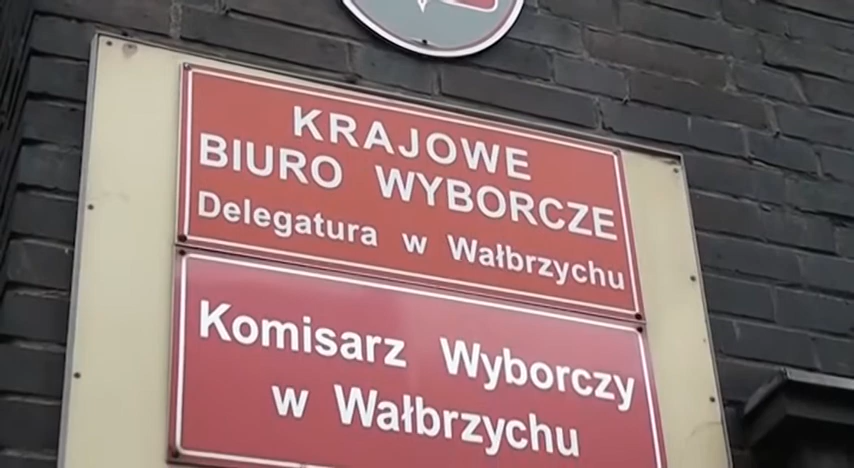 KRAJOWE
BIURO WYBORCZE
Delegatura w Wałbrzychu
Komisarz Wyborczy
w Wałbrzychu